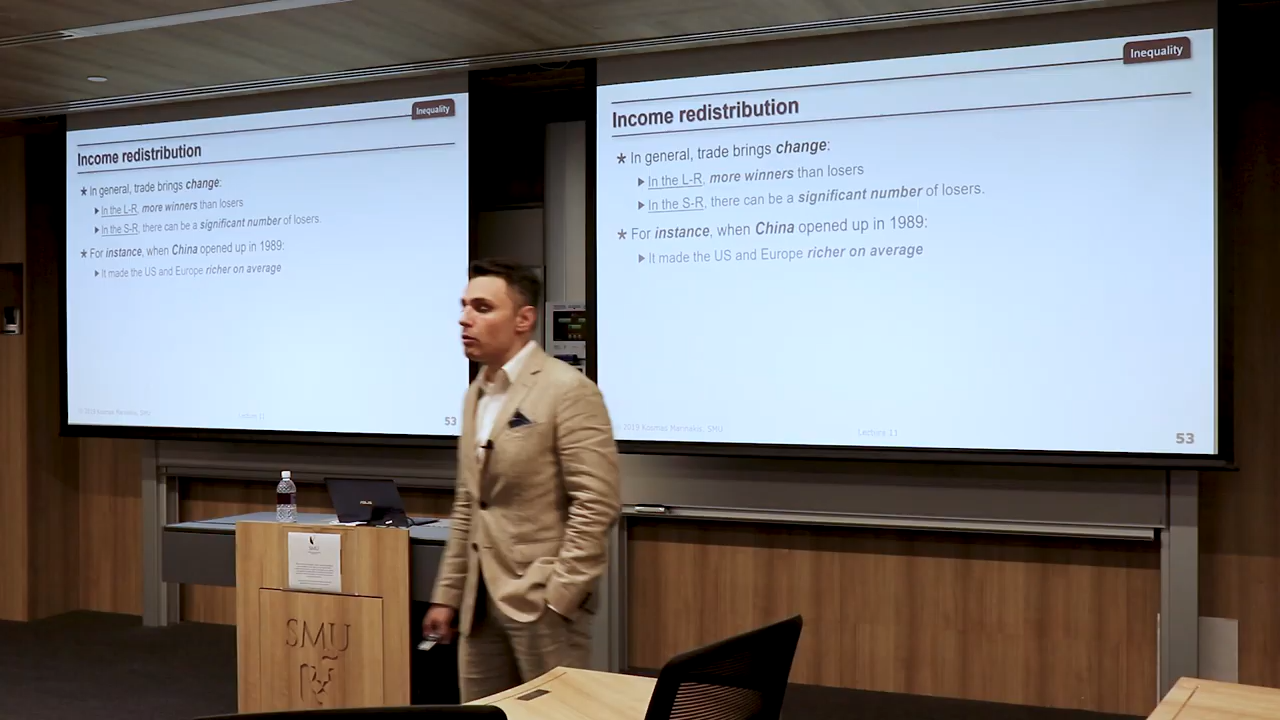 Inequality
Income redistribution
★ In general, trade brings change:
▶ In the L-R, more winners than losers
▶ In the S-R, there can be a significant number of losers.
★ For instance, when China opened up in 1989:
▶ It made the US and Europe richer on average
© 2019 Kosmas Marinakis, SMU
Lecture 11
53
Inequality
Income redistribution
★ In general, trade brings change:
▶ In the L-R, more winners than losers
▶ In the S-R, there can be a significant number of losers.
★ For instance, when China opened up in 1989:
▶ It made the US and Europe richer on average
2019 Kosmas Marinakis, SMU
Lecture 11
53
ASUS
SMU
SMU